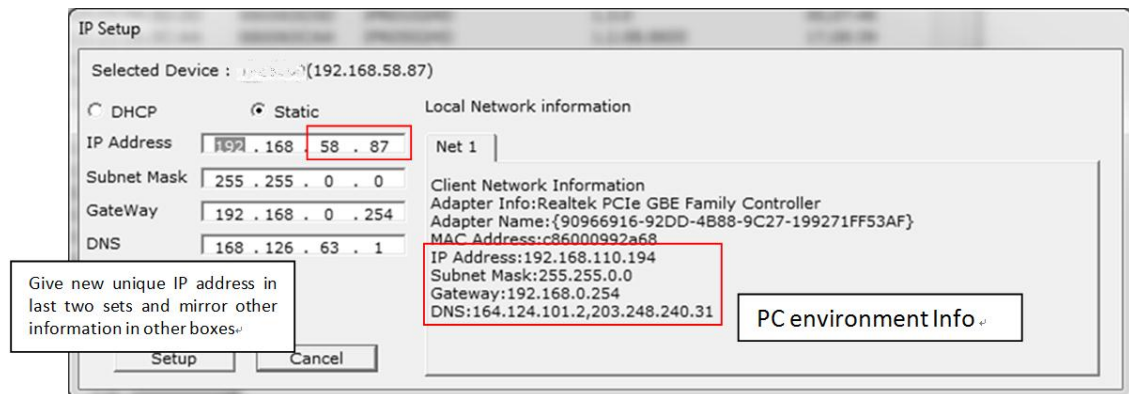 IP Setup
Selected Device : (192.168.58.87)
DHCP Static
IP Address 192 . 168 . 58 . 87
Subnet Mask 255 . 255 . 0 . 0
GateWay 192 . 168 . 0 . 254
DNS 168 . 126 . 63 . 1
Give new unique IP address in
last two sets and mirror other
information in other boxes
Setup Cancel
Local Network information
Net 1
Client Network Information
Adapter Info:Realtek PCIe GBE Family Controller
Adapter Name:{90966916-92DD-4B88-9C27-199271FF53AF}
MAC Address:c86000992a68
IP Address:192.168.110.194
Subnet Mask:255.255.0.0
Gateway:192.168.0.254
DNS:164.124.101.2,203.248.240.31
PC environment Info